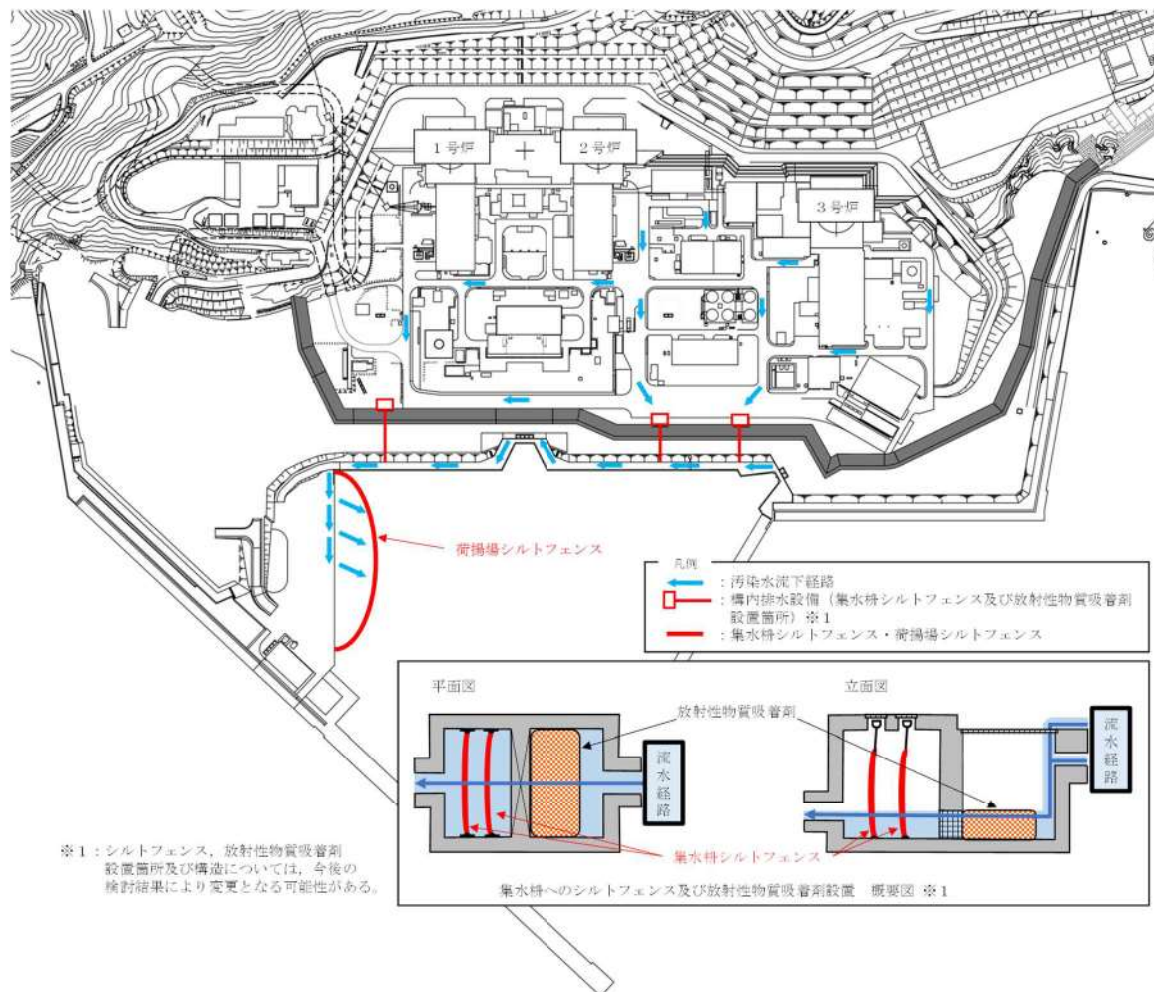 1号炉
2号炉
3号炉
荷揚場シルトフェンス
凡例
：汚染水流下経路
：構内排水設備（集水枡シルトフェンス及び放射性物質吸着剤
設置箇所）※1
：集水枡シルトフェンス・荷揚場シルトフェンス
平面図
立面図
放射性物質吸着剤
流水経路
流水経路
集水枡シルトフェンス
集水枡へのシルトフェンス及び放射性物質吸着剤設置　概要図 ※1
※1：シルトフェンス，放射性物質吸着剤
設置箇所及び構造については，今後の
検討結果により変更となる可能性がある。